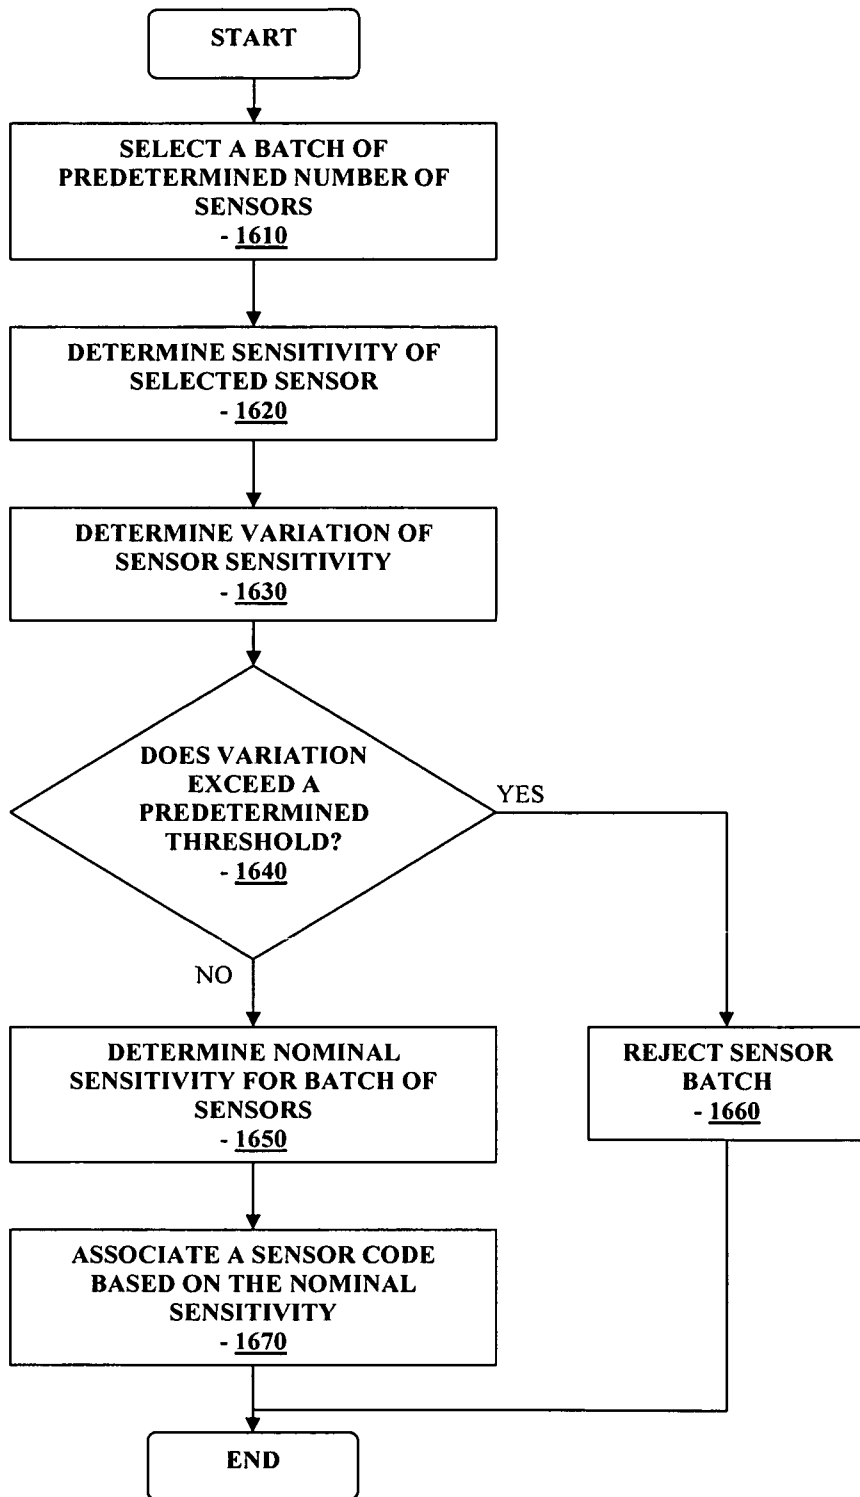 START
SELECT A BATCH OF
PREDETERMINED NUMBER OF
SENSORS
- 1610
DETERMINE SENSITIVITY OF
SELECTED SENSOR
- 1620
DETERMINE VARIATION OF
SENSOR SENSITIVITY
- 1630
DOES VARIATION
EXCEED A
PREDETERMINED
THRESHOLD?
- 1640
YES
NO
DETERMINE NOMINAL
SENSITIVITY FOR BATCH OF
SENSORS
- 1650
REJECT SENSOR
BATCH
- 1660
ASSOCIATE A SENSOR CODE
BASED ON THE NOMINAL
SENSITIVITY
- 1670
END